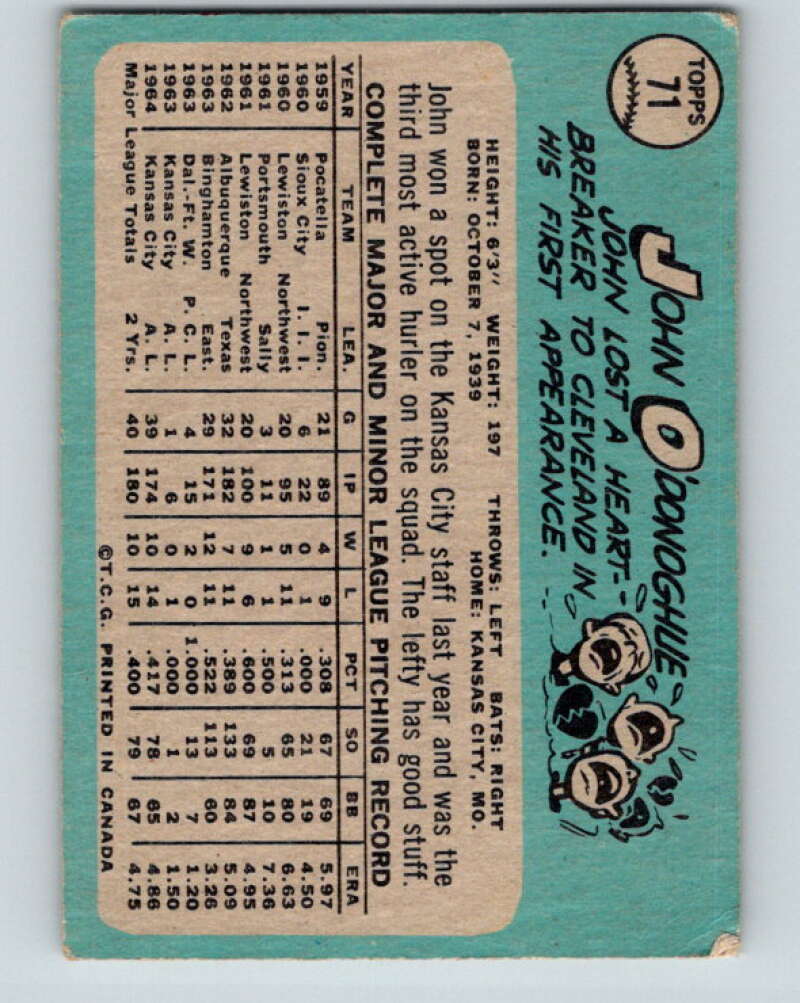 TOPPS
71
JOHN O'DONOGHUE
JOHN LOST A HEART-
BREAKER TO CLEVELAND IN
HIS FIRST APPEARANCE.
HEIGHT: 6'3" WEIGHT: 197 THROWS: LEFT BATS: RIGHT
BORN: OCTOBER 7, 1939 HOME: KANSAS CITY, MO.
John won a spot on the Kansas City staff last year and was the
third most active hurler on the squad. The lefty has good stuff.
COMPLETE MAJOR AND MINOR LEAGUE PITCHING RECORD
YEAR TEAM LEA. G IP W L PCT SO BB ERA
1959 Pocatella Pion. 21 89 4 9 .308 67 69 5.97
1960 Sioux City I. I. I. 6 22 0 1 .000 21 19 4.50
1960 Lewiston Northwest 20 95 5 11 .313 65 80 6.63
1961 Portsmouth Sally 3 11 1 1 .500 5 10 7.36
1961 Lewiston Northwest 20 100 9 6 .600 69 87 4.95
1962 Albuquerque Texas 32 182 7 11 .389 133 84 5.09
1963 Binghamton East. 29 171 12 11 .522 113 60 3.26
1963 Dal.-Ft. W. P. C. L. 4 15 2 0 1.000 13 7 1.20
1963 Kansas City A. L. 1 6 0 1 .000 1 2 1.50
1964 Kansas City A. L. 39 174 10 14 .417 78 65 4.86
Major League Totals 2 Yrs. 40 180 10 15 .400 79 67 4.75
©T.C.G. PRINTED IN CANADA